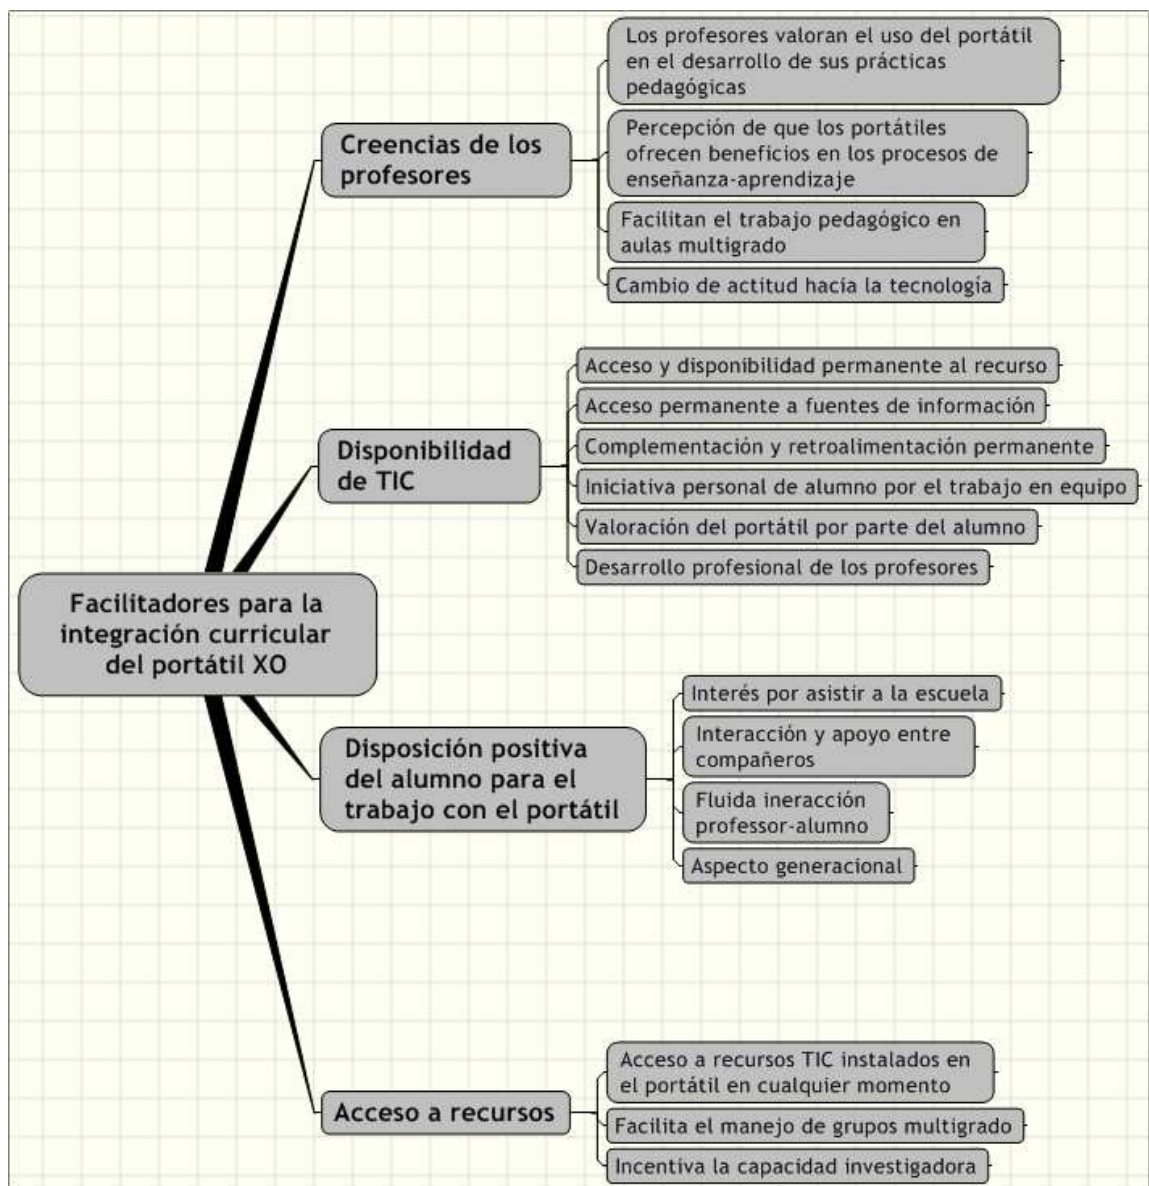 Facilitadores para la
integración curricular
del portátil XO
Creencias de los
profesores
Los profesores valoran el uso del portátil
en el desarrollo de sus prácticas
pedagógicas
Percepción de que los portátiles
ofrecen beneficios en los procesos de
enseñanza-aprendizaje
Facilitan el trabajo pedagógico en
aulas multigrado
Cambio de actitud hacia la tecnología
Disponibilidad
de TIC
Acceso y disponibilidad permanente al recurso
Acceso permanente a fuentes de información
Complementación y retroalimentación permanente
Iniciativa personal de alumno por el trabajo en equipo
Valoración del portátil por parte del alumno
Desarrollo profesional de los profesores
Disposición positiva
del alumno para el
trabajo con el portátil
Interés por asistir a la escuela
Interacción y apoyo entre
compañeros
Fluida ineracción
professor-alumno
Aspecto generacional
Acceso a recursos
Acceso a recursos TIC instalados en
el portátil en cualquier momento
Facilita el manejo de grupos multigrado
Incentiva la capacidad investigadora